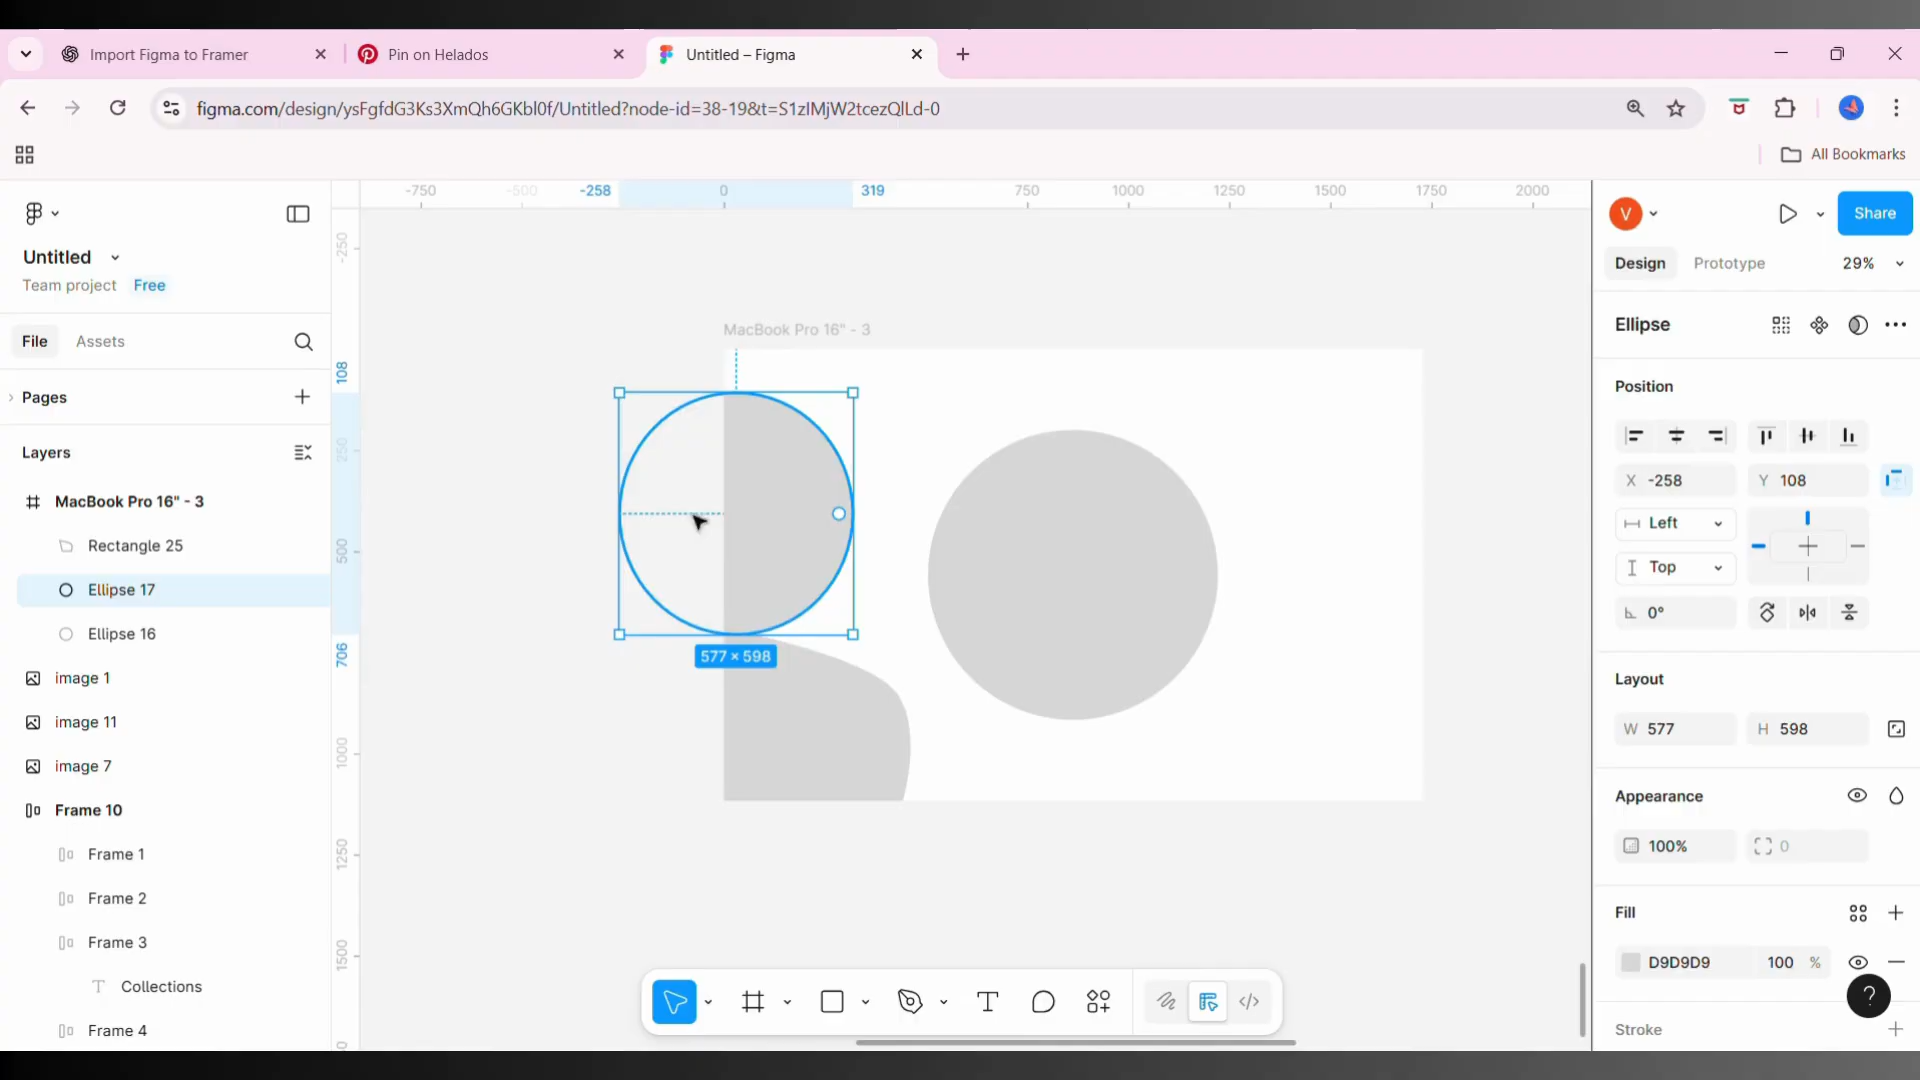 Import Figma to Framer
Pin on Helados
Untitled – Figma
figma.com/design/ysFgfdG3Ks3XmQh6GKbl0f/Untitled?node-id=38-19&t=S1zIMjW2tcezQlLd-0
All Bookmarks
Untitled
Team project Free
File Assets
Pages
Layers
MacBook Pro 16" - 3
Rectangle 25
Ellipse 17
Ellipse 16
image 1
image 11
image 7
Frame 10
Frame 1
Frame 2
Frame 3
Collections
Frame 4
-750 -500 -258 0 319 750 1000 1250 1500 1750 2000
-250
108
250
500
706
1000
1250
1500
MacBook Pro 16" - 3
577 × 598
V
Share
Design Prototype 29%
Ellipse
Position
X -258 Y 108
Left
Top
0°
Layout
W 577 H 598
Appearance
100% 0
Fill
D9D9D9 100 %
?
Stroke